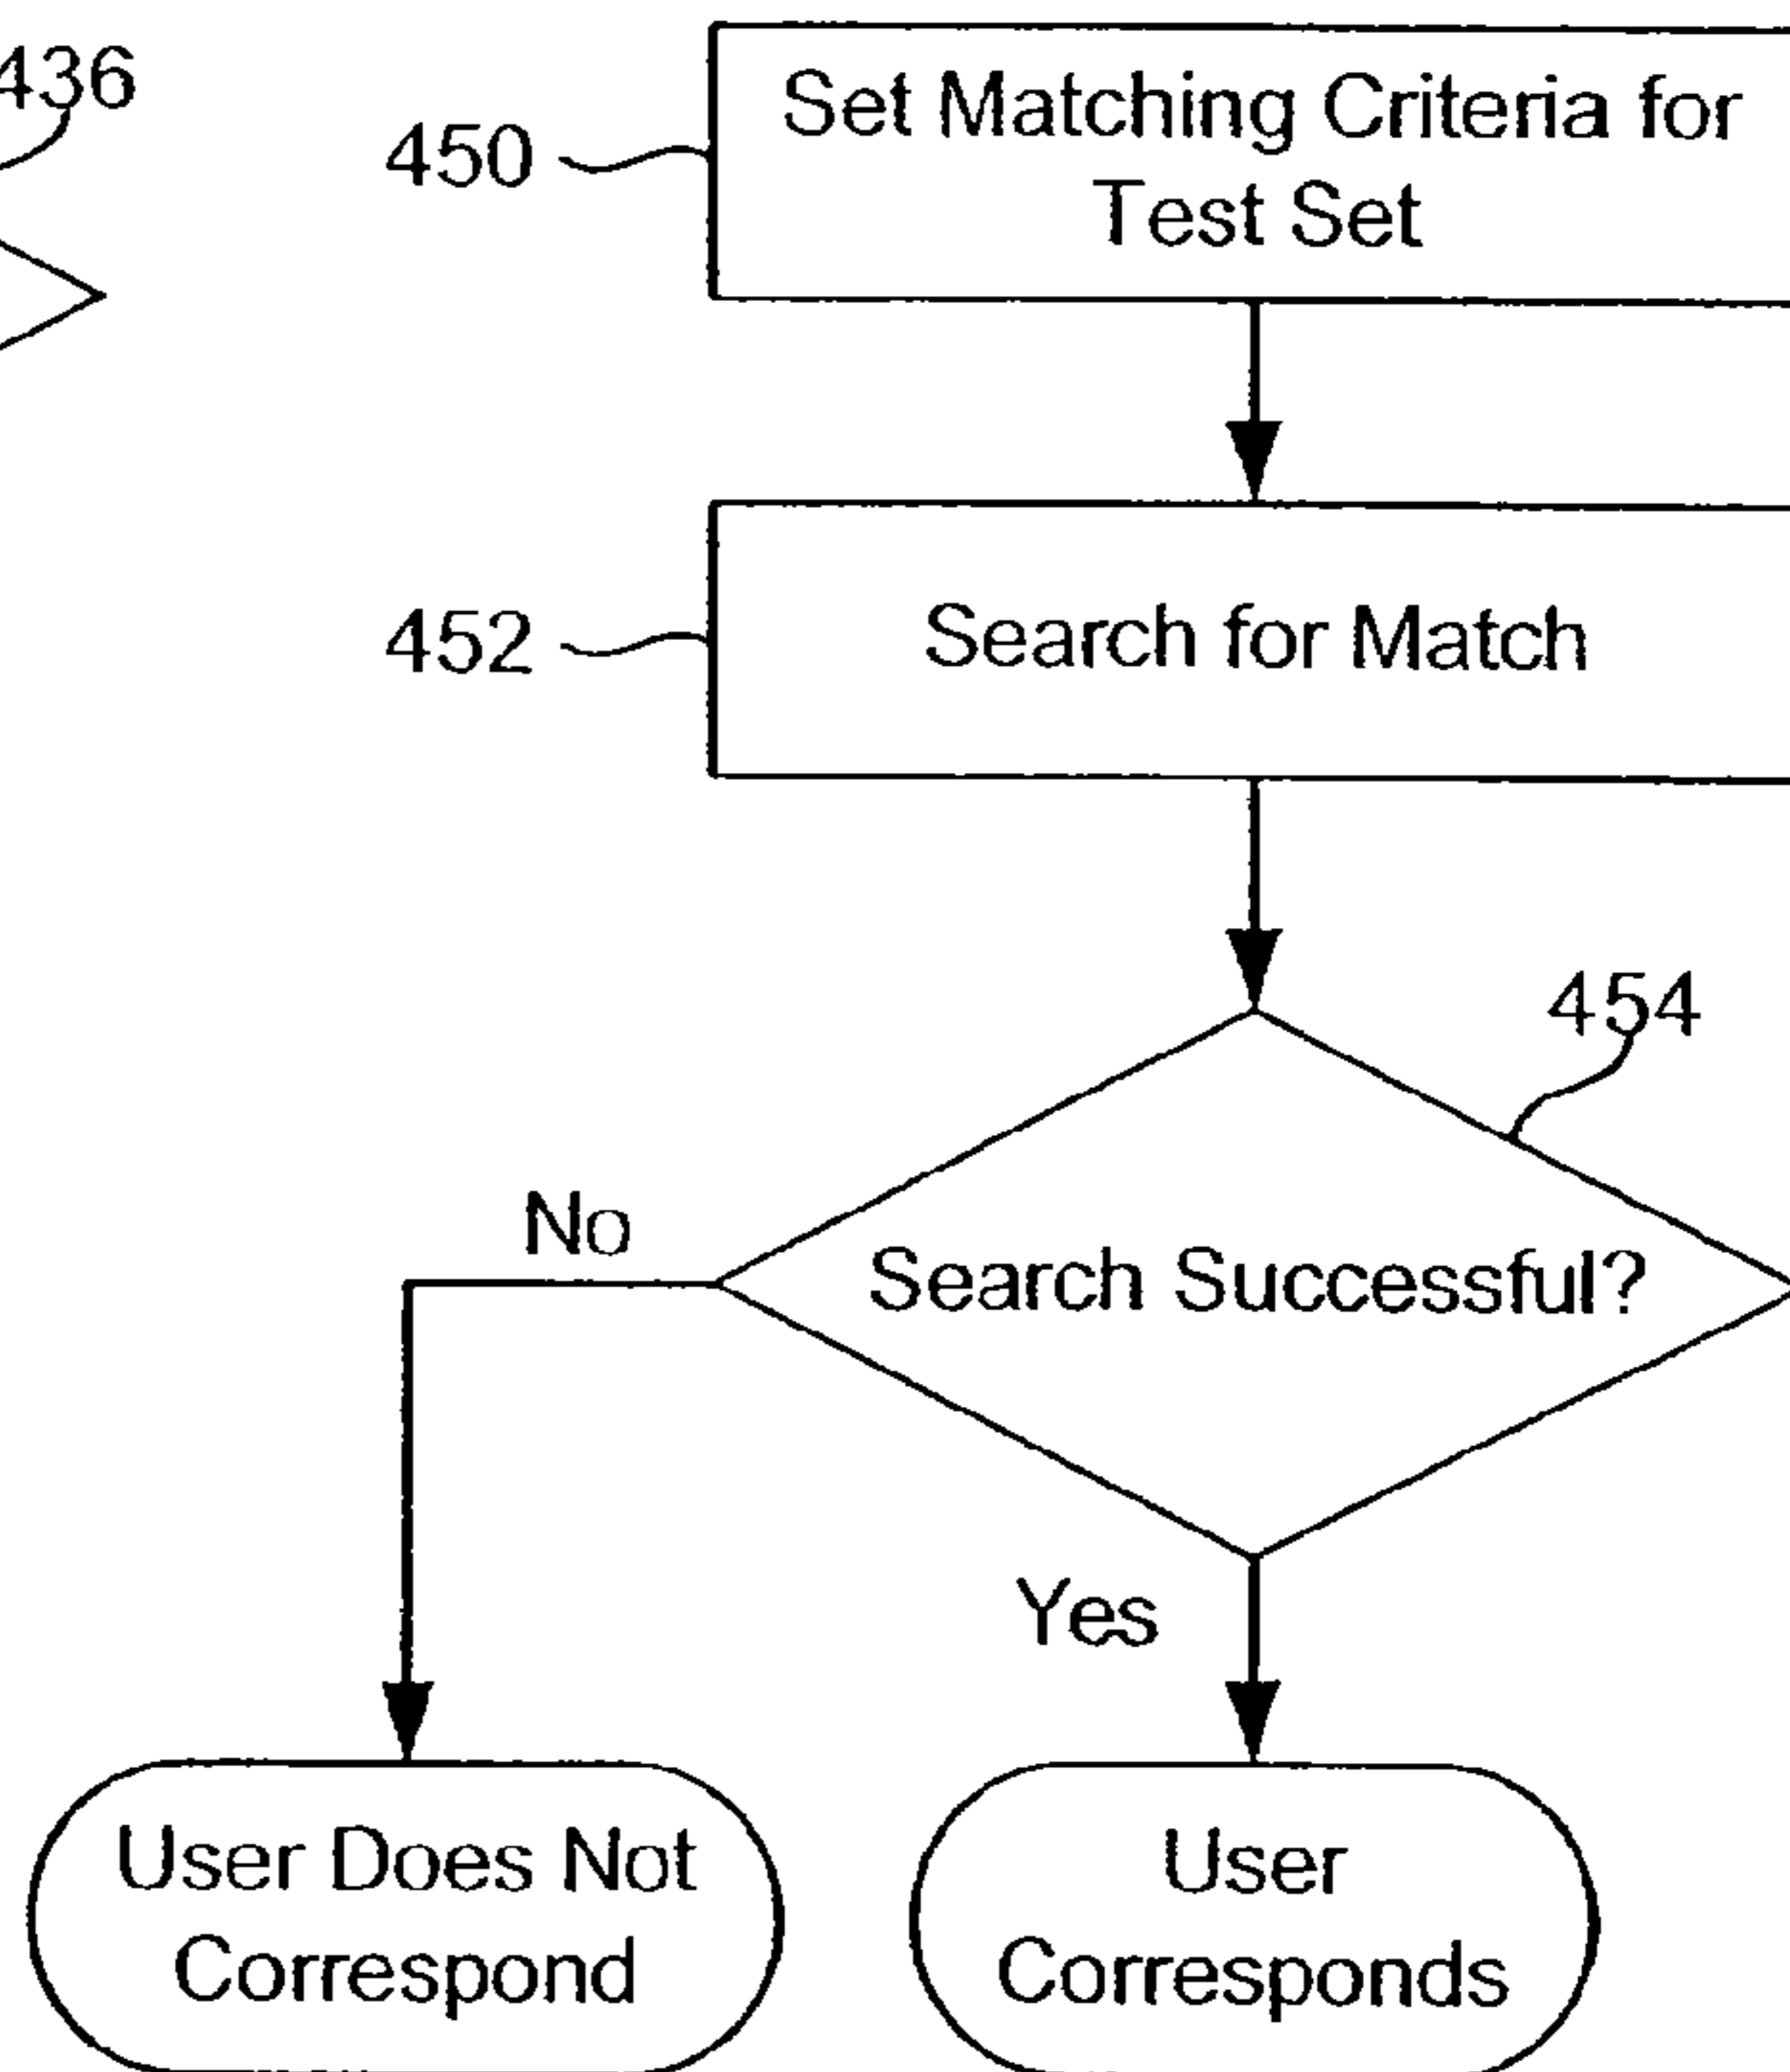 436
450
Set Matching Criteria for
Test Set
452
Search for Match
454
No
Search Successful?
Yes
User Does Not
Correspond
User
Corresponds